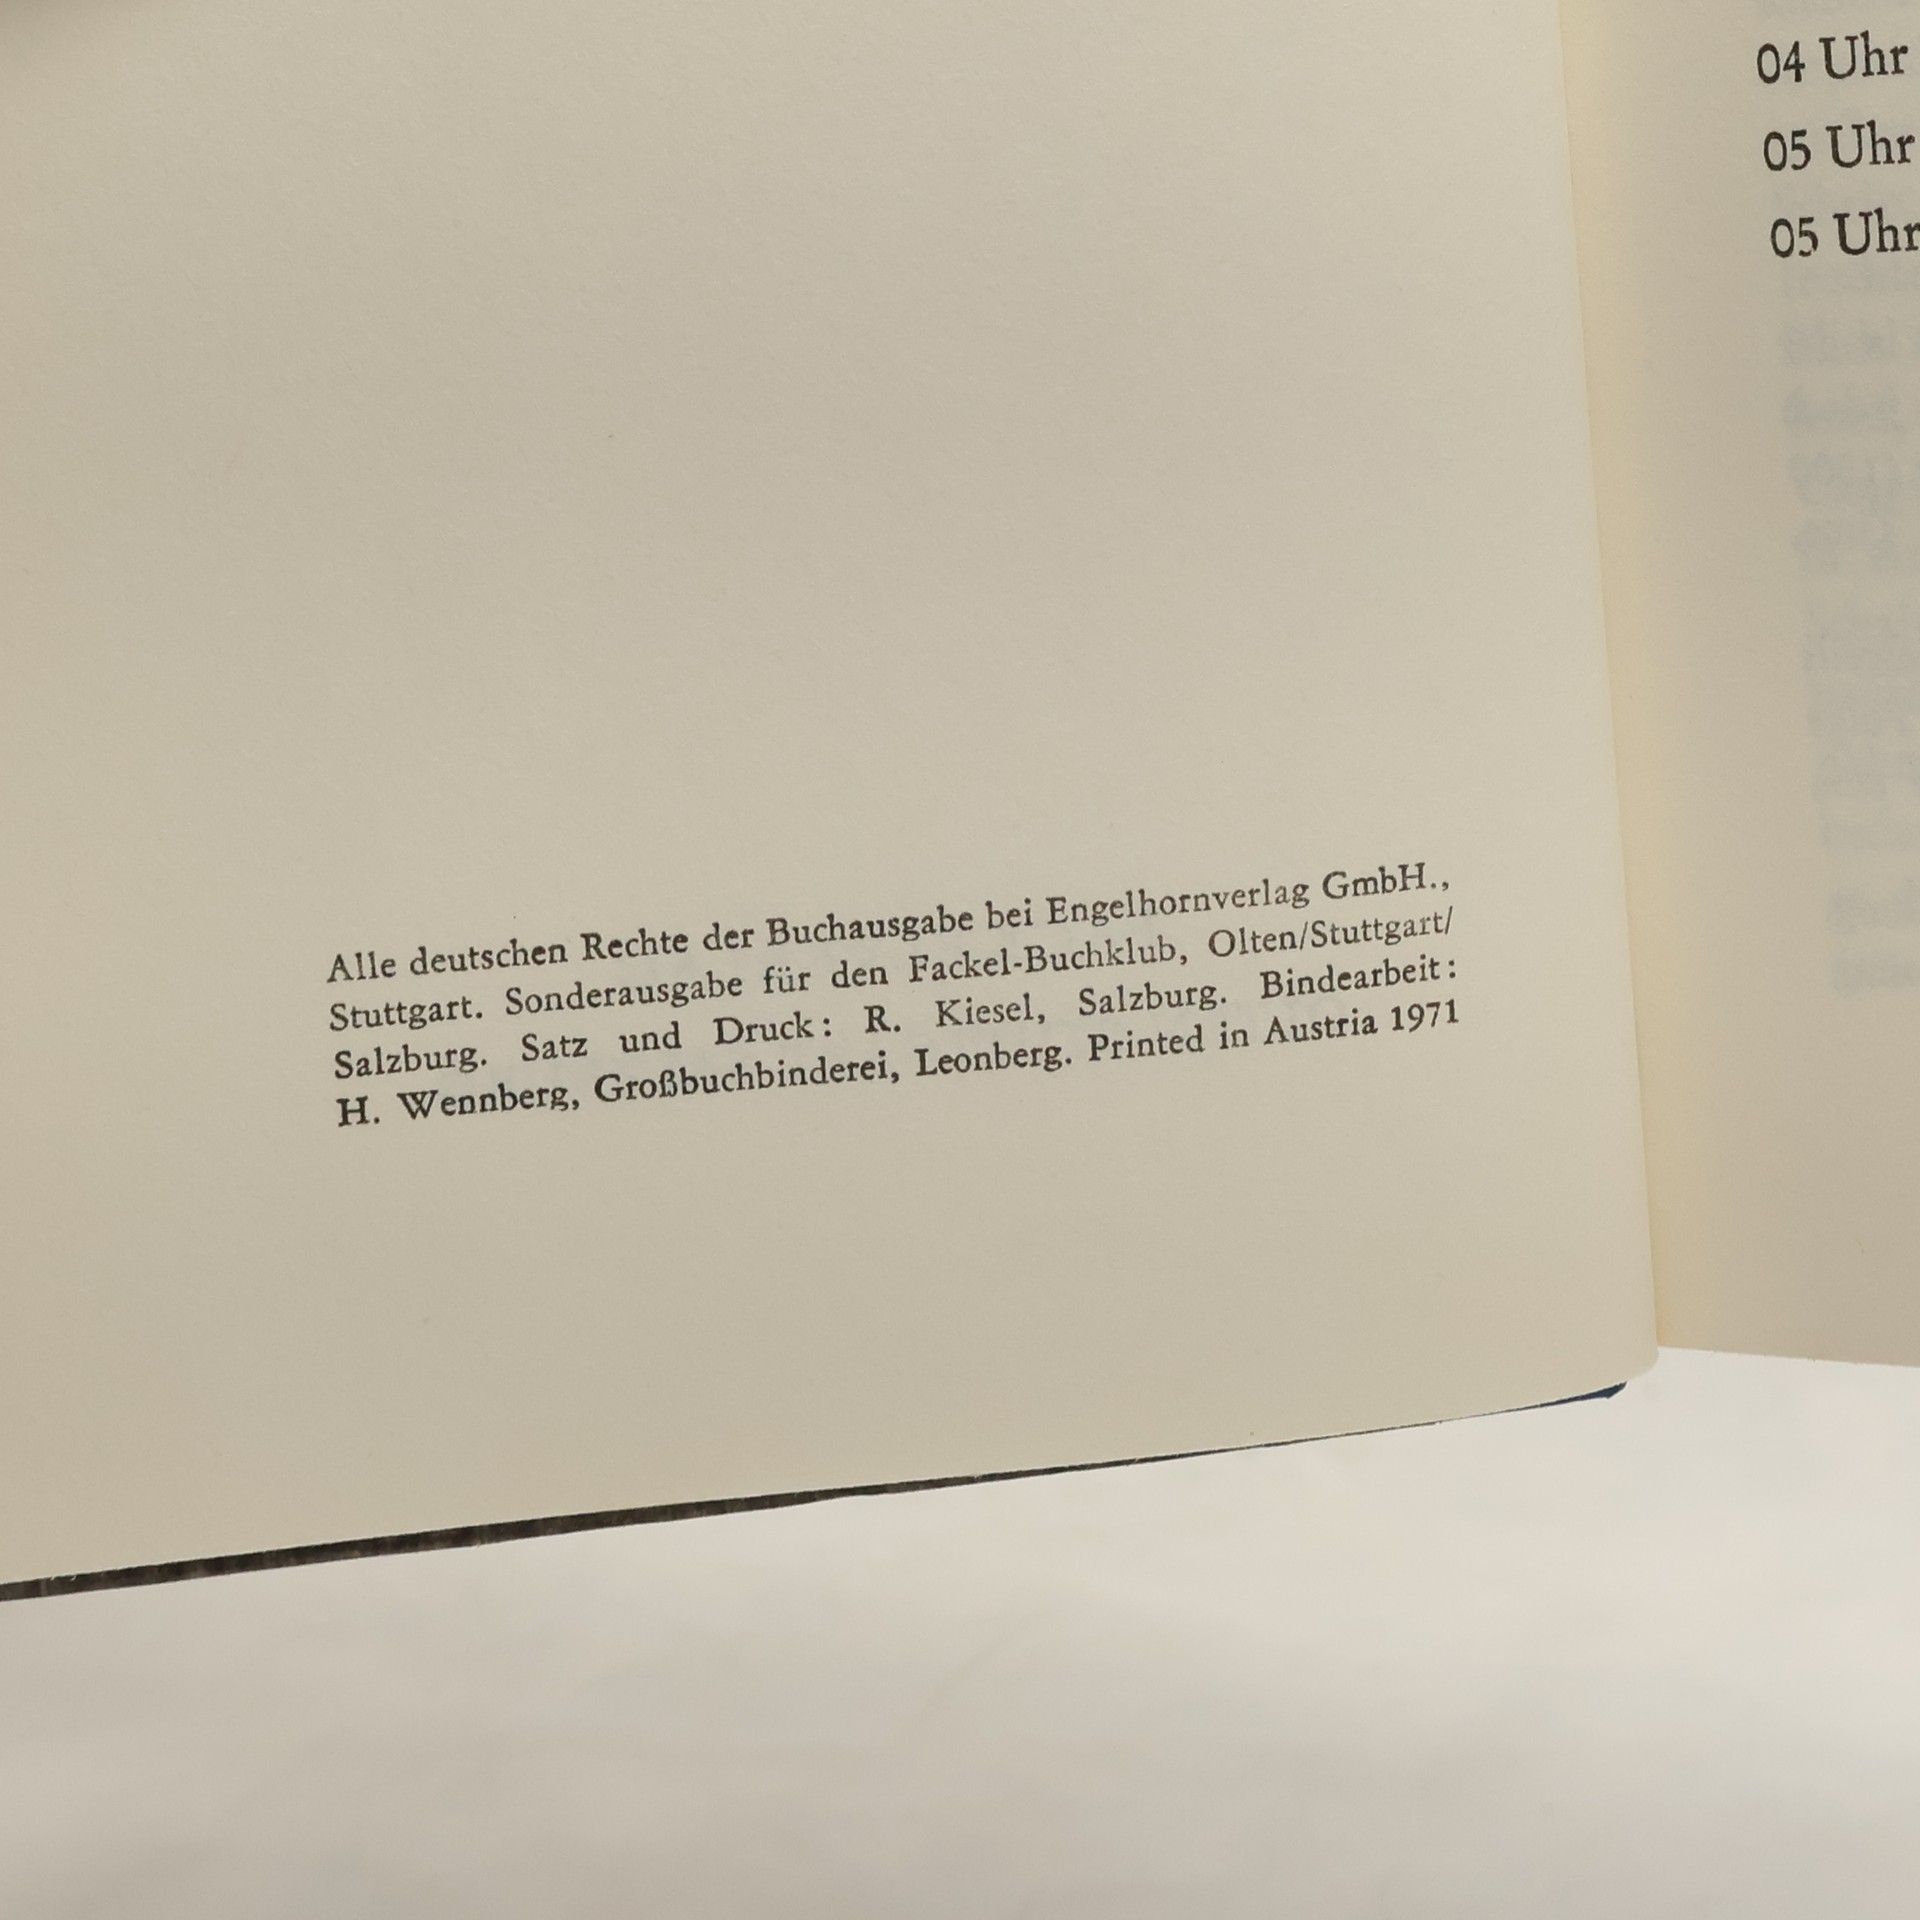 Alle deutschen Rechte der Buchausgabe bei Engelhornverlag GmbH.,
Stuttgart. Sonderausgabe für den Fackel-Buchklub, Olten/Stuttgart/
Salzburg. Satz und Druck: R. Kiesel, Salzburg. Bindearbeit:
H. Wennberg, Großbuchbinderei, Leonberg. Printed in Austria 1971
04 Uhr
05 Uhr
05 Uhr